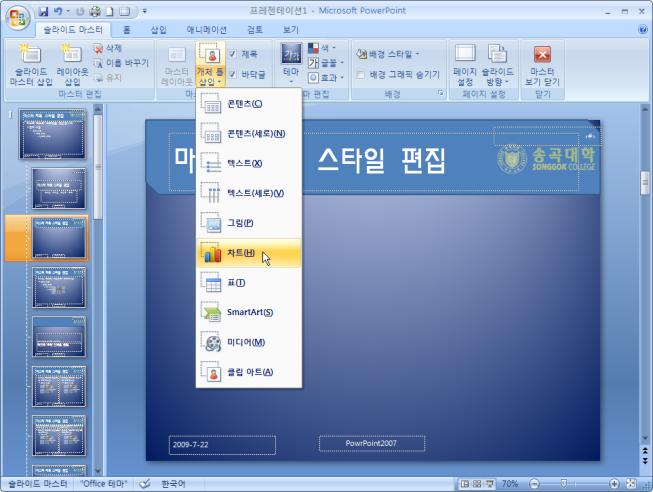 프레젠테이션1 - Microsoft PowerPoint
슬라이드 마스터 홈 삽입 애니메이션 검토 보기
슬라이드 마스터 삽입
레이아웃 삽입
삭제
이름 바꾸기
유지
마스터 편집
마스터 레이아웃
개체 틀 삽입
제목
바닥글
테마
색
글꼴
효과
마 편집
배경 스타일
배경 그래픽 숨기기
배경
페이지 설정
슬라이드 방향
페이지 설정
마스터 보기 닫기
닫기
콘텐츠(C)
콘텐츠(세로)(N)
텍스트(X)
텍스트(세로)(V)
그림(P)
차트(H)
표(T)
SmartArt(S)
미디어(M)
클립 아트(A)
1
마 스타일 편집
송곡대학
SONGGOK COLLEGE
‹#›
2009-7-22
PowrPoint2007
슬라이드 마스터 "Office 테마" 한국어 70%